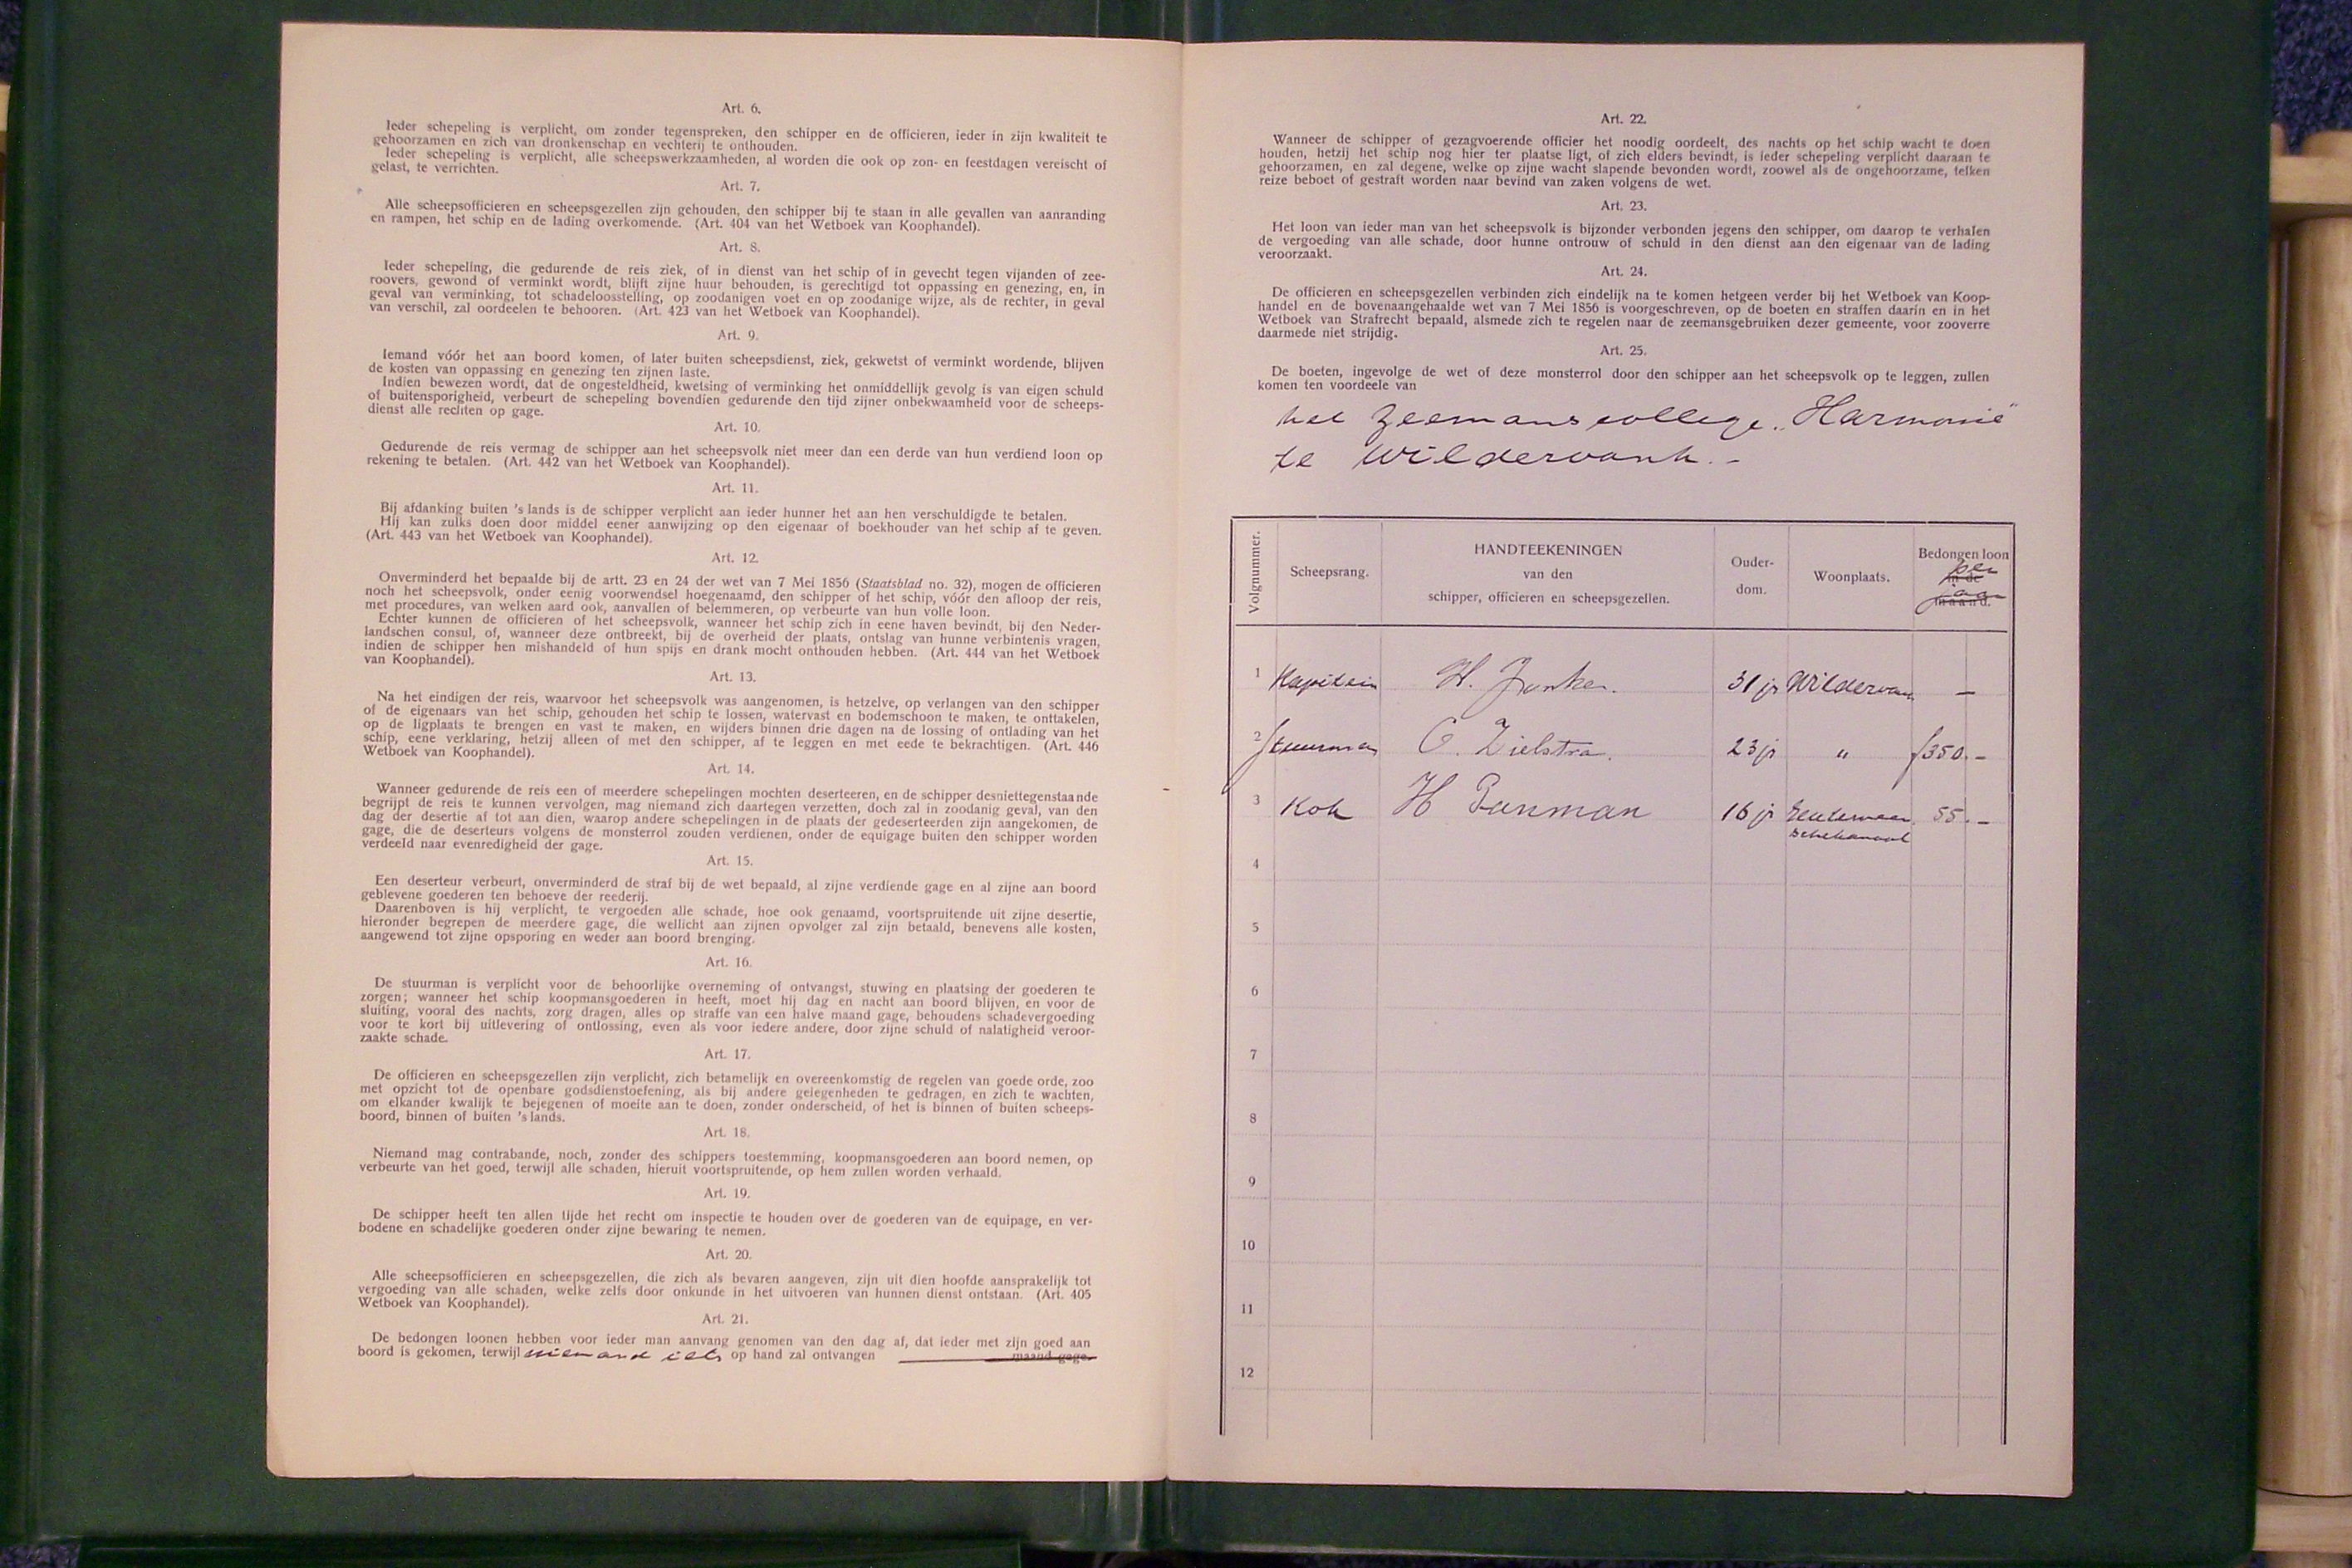 Art. 6.
Ieder schepeling is verplicht, om zonder tegenspreken, den schipper en de officieren, ieder in zijn kwaliteit te
gehoorzamen en zich van dronkenschap en vechterij te onthouden.
Ieder schepeling is verplicht, alle scheepswerkzaamheden, al worden die ook op zon- en feestdagen vereischt of
gelast, te verrichten.
Art. 7.
Alle scheepsofficieren en scheepsgezellen zijn gehouden, den schipper bij te staan in alle gevallen van aanranding
en rampen, het schip en de lading overkomende. (Art. 404 van het Wetboek van Koophandel).
Art. 8.
Ieder schepeling, die gedurende de reis ziek, of in dienst van het schip of in gevecht tegen vijanden of zee-
roovers, gewond of verminkt wordt, blijft zijne huur behouden, is gerechtigd tot oppassing en genezing, en, in
geval van verminking, tot schadeloosstelling, op zoodanigen voet en op zoodanige wijze, als de rechter, in geval
van verschil, zal oordeelen te behooren. (Art. 423 van het Wetboek van Koophandel).
Art. 9.
Iemand vóór het aan boord komen, of later buiten scheepsdienst, ziek, gekwetst of verminkt wordende, blijven
de kosten van oppassing en genezing ten zijnen laste.
Indien bewezen wordt, dat de ongesteldheid, kwetsing of verminking het onmiddellijk gevolg is van eigen schuld
of buitensporigheid, verbeurt de schepeling bovendien gedurende den tijd zijner onbekwaamheid voor de scheeps-
dienst alle rechten op gage.
Art. 10.
Gedurende de reis vermag de schipper aan het scheepsvolk niet meer dan een derde van hun verdiend loon op
rekening te betalen. (Art. 442 van het Wetboek van Koophandel).
Art. 11.
Bij afdanking buiten 's lands is de schipper verplicht aan ieder hunner het aan hen verschuldigde te betalen.
Hij kan zulks doen door middel eener aanwijzing op den eigenaar of boekhouder van het schip af te geven.
(Art. 443 van het Wetboek van Koophandel).
Art. 12.
Onverminderd het bepaalde bij de artt. 23 en 24 der wet van 7 Mei 1856 (Staatsblad no. 32), mogen de officieren
noch het scheepsvolk, onder eenig voorwendsel hoegenaamd, den schipper of het schip, vóór den afloop der reis,
met procedures, van welken aard ook, aanvallen of belemmeren, op verbeurte van hun volle loon.
Echter kunnen de officieren of het scheepsvolk, wanneer het schip zich in eene haven bevindt, bij den Neder-
landschen consul, of, wanneer deze ontbreekt, bij de overheid der plaats, ontslag van hunne verbintenis vragen,
indien de schipper hen mishandeld of hun spijs en drank mocht onthouden hebben. (Art. 444 van het Wetboek
van Koophandel).
Art. 13.
Na het eindigen der reis, waarvoor het scheepsvolk was aangenomen, is hetzelve, op verlangen van den schipper
of de eigenaars van het schip, gehouden het schip te lossen, watervast en bodemschoon te maken, te onttakelen,
op de ligplaats te brengen en vast te maken, en wijders binnen drie dagen na de lossing of ontlading van het
schip, eene verklaring, hetzij alleen of met den schipper, af te leggen en met eede te bekrachtigen. (Art. 446
Wetboek van Koophandel).
Art. 14.
Wanneer gedurende de reis een of meerdere schepelingen mochten deserteeren, en de schipper desniettegenstaande
begrijpt de reis te kunnen vervolgen, mag niemand zich daartegen verzetten, doch zal in zoodanig geval, van den
dag der desertie af tot aan dien, waarop andere schepelingen in de plaats der gedeserteerden zijn aangekomen, de
gage, die de deserteurs volgens de monsterrol zouden verdienen, onder de equipage buiten den schipper worden
verdeeld naar evenredigheid der gage.
Art. 15.
Een deserteur verbeurt, onverminderd de straf bij de wet bepaald, al zijne verdiende gage en al zijne aan boord
geblevene goederen ten behoeve der reederij.
Daarenboven is hij verplicht, te vergoeden alle schade, hoe ook genaamd, voortspruitende uit zijne desertie,
hieronder begrepen de meerdere gage, die wellicht aan zijnen opvolger zal zijn betaald, benevens alle kosten,
aangewend tot zijne opsporing en weder aan boord brenging.
Art. 16.
De stuurman is verplicht voor de behoorlijke overneming of ontvangst, stuwing en plaatsing der goederen te
zorgen; wanneer het schip koopmansgoederen in heeft, moet hij dag en nacht aan boord blijven, en voor de
sluiting, vooral des nachts, zorg dragen, alles op straffe van een halve maand gage, behoudens schadevergoeding
voor te kort bij uitlevering of ontlossing, even als voor iedere andere, door zijne schuld of nalatigheid veroor-
zaakte schade.
Art. 17.
De officieren en scheepsgezellen zijn verplicht, zich betamelijk en overeenkomstig de regelen van goede orde, zoo
met opzicht tot de openbare godsdienstoefening, als bij andere gelegenheden te gedragen, en zich te wachten,
om elkander kwalijk te bejegenen of moeite aan te doen, zonder onderscheid, of het is binnen of buiten scheeps-
boord, binnen of buiten 's lands.
Art. 18.
Niemand mag contrabande, noch, zonder des schippers toestemming, koopmansgoederen aan boord nemen, op
verbeurte van het goed, terwijl alle schaden, hieruit voortspruitende, op hem zullen worden verhaald.
Art. 19.
De schipper heeft ten allen tijde het recht om inspectie te houden over de goederen van de equipage, en ver-
bodene en schadelijke goederen onder zijne bewaring te nemen.
Art. 20.
Alle scheepsofficieren en scheepsgezellen, die zich als bevaren aangeven, zijn uit dien hoofde aansprakelijk tot
vergoeding van alle schaden, welke zelfs door onkunde in het uitvoeren van hunnen dienst ontstaan. (Art. 405
Wetboek van Koophandel).
Art. 21.
De bedongen loonen hebben voor ieder man aanvang genomen van den dag af, dat ieder met zijn goed aan
boord is gekomen, terwijl niemand iets op hand zal ontvangen maand gage.
Art. 22.
Wanneer de schipper of gezagvoerende officier het noodig oordeelt, des nachts op het schip wacht te doen
houden, hetzij het schip nog hier ter plaatse ligt, of zich elders bevindt, is ieder schepeling verplicht daaraan te
gehoorzamen, en zal degene, welke op zijne wacht slapende bevonden wordt, zoowel als de ongehoorzame, telken
reize beboet of gestraft worden naar bevind van zaken volgens de wet.
Art. 23.
Het loon van ieder man van het scheepsvolk is bijzonder verbonden jegens den schipper, om daarop te verhalen
de vergoeding van alle schade, door hunne ontrouw of schuld in den dienst aan den eigenaar van de lading
veroorzaakt.
Art. 24.
De officieren en scheepsgezellen verbinden zich eindelijk na te komen hetgeen verder bij het Wetboek van Koop-
handel en de bovenaangehaalde wet van 7 Mei 1856 is voorgeschreven, op de boeten en straffen daarin en in het
Wetboek van Strafrecht bepaald, alsmede zich te regelen naar de zeemansgebruiken dezer gemeente, voor zooverre
daarmede niet strijdig.
Art. 25.
De boeten, ingevolge de wet of deze monsterrol door den schipper aan het scheepsvolk op te leggen, zullen
komen ten voordeele van
het Zeemanscollege „Harmonie"
te Wildervank. -
Volgnummer. Scheepsrang. HANDTEEKENINGEN van den schipper, officieren en scheepsgezellen. Ouder-dom. Woonplaats. Bedongen loon per jaar
in de maand.
1 Kapitein H. Jonker. 31 jr Wildervank —
2 Stuurman O. Zielstra. 23 jr " f350.-
3 Kok H Panman 16 jr 55.-
4
5
6
7
8
9
10
11
12